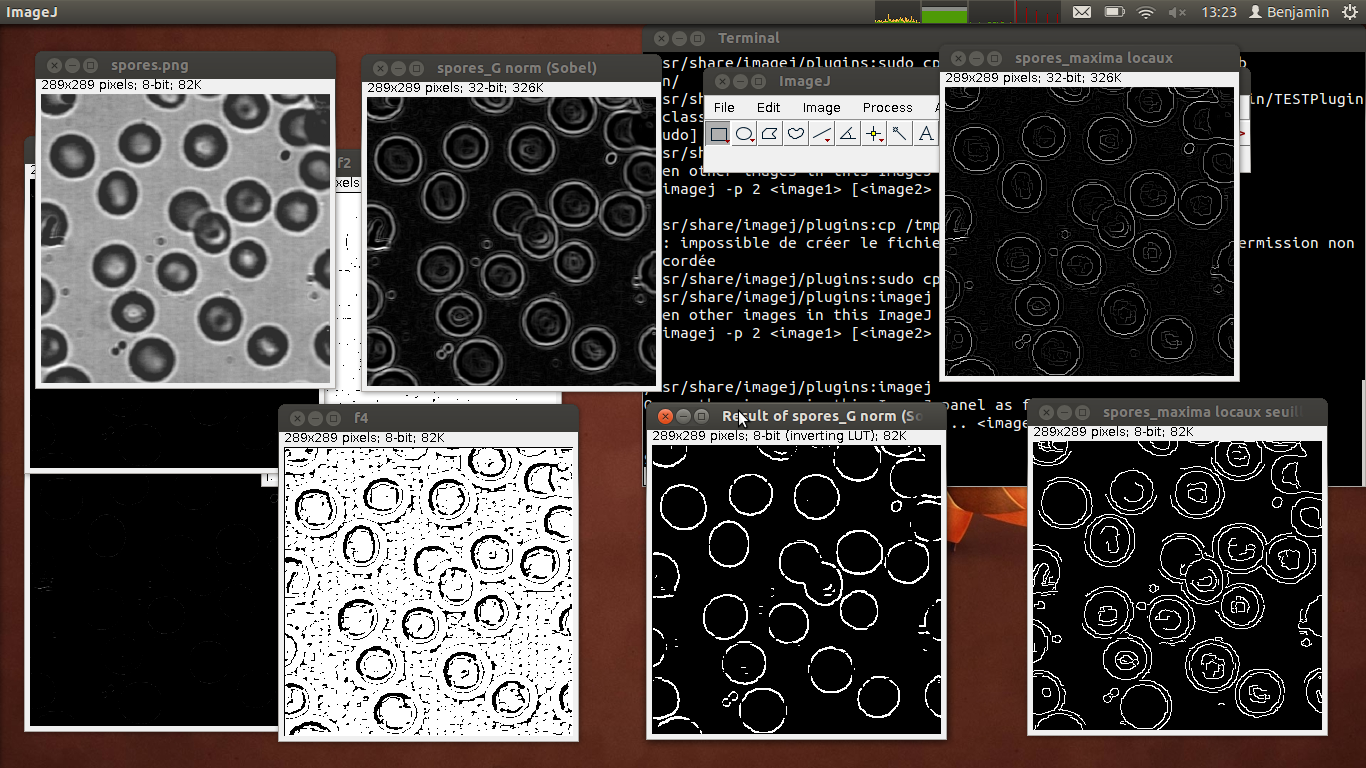 ImageJ
13:23
Benjamin
spores.png
289x289 pixels; 8-bit; 82K
spores_G norm (Sobel)
289x289 pixels; 32-bit; 326K
Terminal
sr/share/imagej/plugins:sudo cp
n/
sr/sh
in/TESTPlugin
class
udo]
sr/sh
en other images in this ImageJ
imagej -p 2 <image1> [<image2>
sr/share/imagej/plugins:cp /tmp
: impossible de créer le fichie
ermission non
cordée
sr/share/imagej/plugins:sudo cp
sr/share/imagej/plugins:imagej
en other images in this ImageJ
imagej -p 2 <image1> [<image2>
sr/share/imagej/plugins:imagej
panel as f
.. <image
ImageJ
File Edit Image Process
A
spores_maxima locaux
289x289 pixels; 32-bit; 326K
f2
xels
f4
289x289 pixels; 8-bit; 82K
Result of spores_G norm (So
289x289 pixels; 8-bit (inverting LUT); 82K
spores_maxima locaux seuil
289x289 pixels; 8-bit; 82K